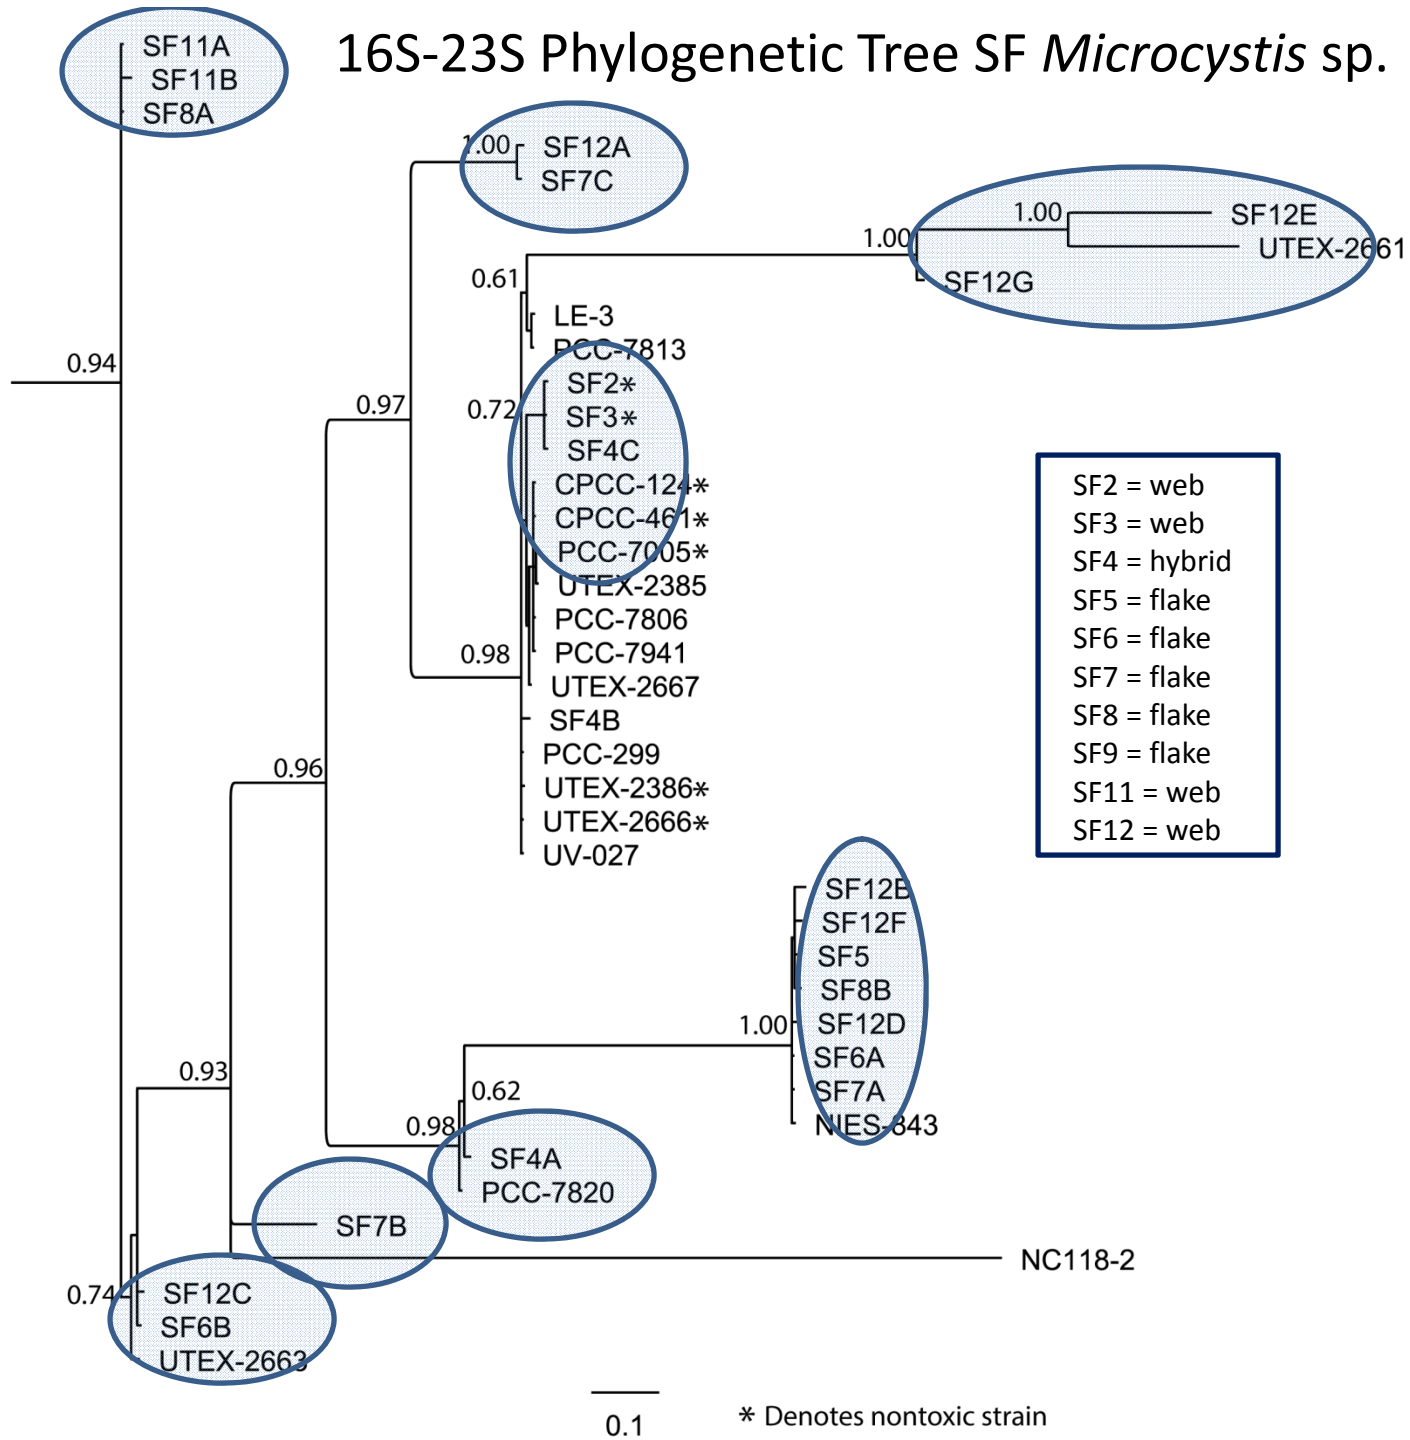 16S-23S Phylogenetic Tree SF Microcystis sp.
SF11A
SF11B
SF8A
1.00
SF12A
SF7C
1.00
SF12E
1.00
UTEX-2661
SF12G
0.61
LE-3
PCC-7813
0.94
SF2*
0.97
0.72
SF3*
SF4C
CPCC-124*
CPCC-461*
PCC-7005*
UTEX-2385
PCC-7806
0.98
PCC-7941
UTEX-2667
SF4B
PCC-299
0.96
UTEX-2386*
UTEX-2666*
UV-027
SF2 = web
SF3 = web
SF4 = hybrid
SF5 = flake
SF6 = flake
SF7 = flake
SF8 = flake
SF9 = flake
SF11 = web
SF12 = web
SF12B
SF12F
SF5
SF8B
1.00
SF12D
SF6A
0.93
SF7A
0.62
NIES-843
0.98
SF4A
PCC-7820
SF7B
NC118-2
0.74
SF12C
SF6B
UTEX-2663
0.1
* Denotes nontoxic strain